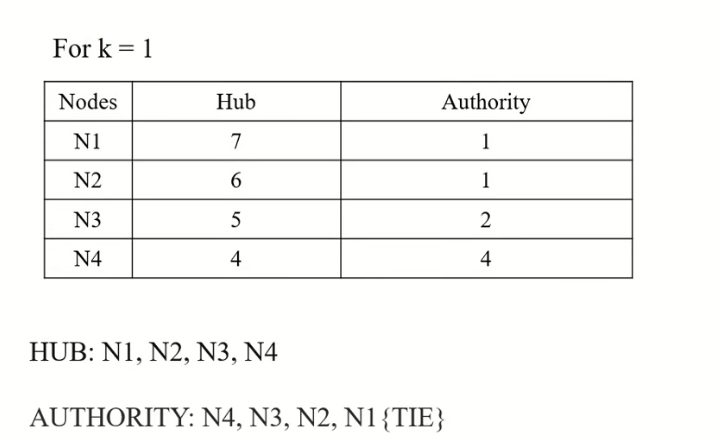 For k = 1
Nodes Hub Authority
N1 7 1
N2 6 1
N3 5 2
N4 4 4
HUB: N1, N2, N3, N4
AUTHORITY: N4, N3, N2, N1{TIE}